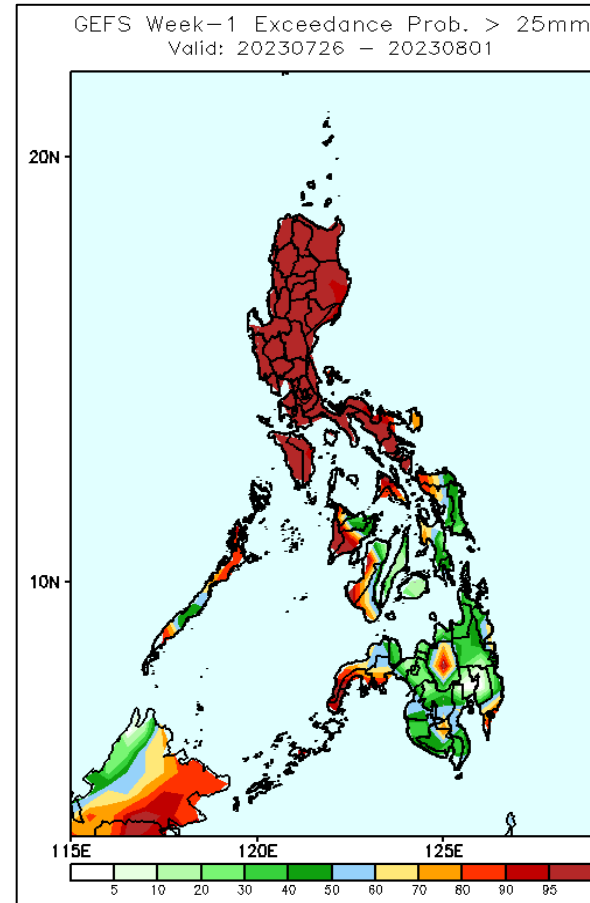 GEFS Week-1 Exceedance Prob. > 25mm
Valid: 20230726 - 20230801
20N
10N
115E 120E 125E
5 10 20 30 40 50 60 70 80 90 95